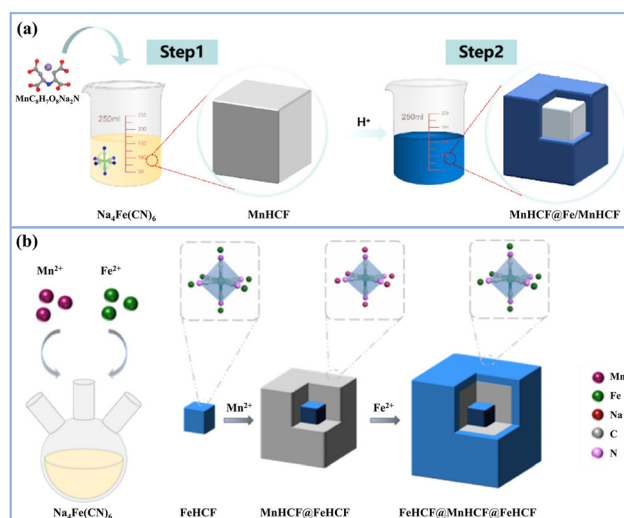 (a)
Step1
Step2
MnC₈H₇O₈Na₂N
250ml
H⁺
250ml
Na₄Fe(CN)₆
MnHCF
MnHCF@Fe/MnHCF
(b)
Mn²⁺
Fe²⁺
Mn²⁺
Fe²⁺
Mn
Fe
Na
C
N
Na₄Fe(CN)₆
FeHCF
MnHCF@FeHCF
FeHCF@MnHCF@FeHCF